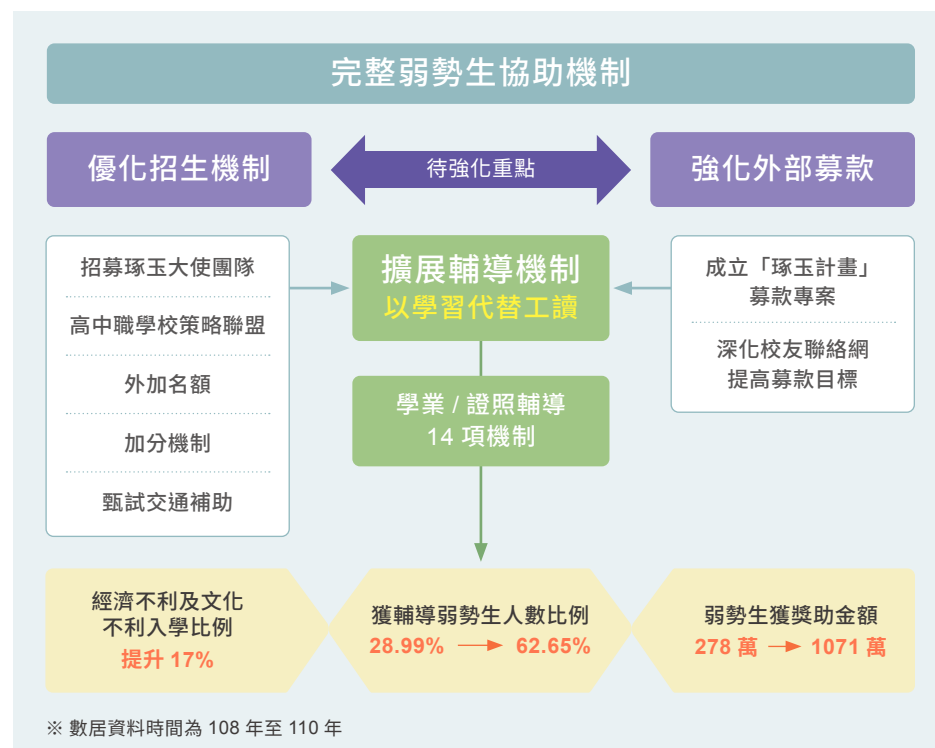 完整弱勢生協助機制
優化招生機制
待強化重點
強化外部募款
招募琢玉大使團隊
高中職學校策略聯盟
外加名額
加分機制
甄試交通補助
擴展輔導機制
以學習代替工讀
學業 / 證照輔導
14 項機制
成立「琢玉計畫」
募款專案
深化校友聯絡網
提高募款目標
經濟不利及文化
不利入學比例
提升 17%
獲輔導弱勢生人數比例
28.99% → 62.65%
弱勢生獲獎助金額
278 萬 → 1071 萬
※ 數居資料時間為 108 年至 110 年